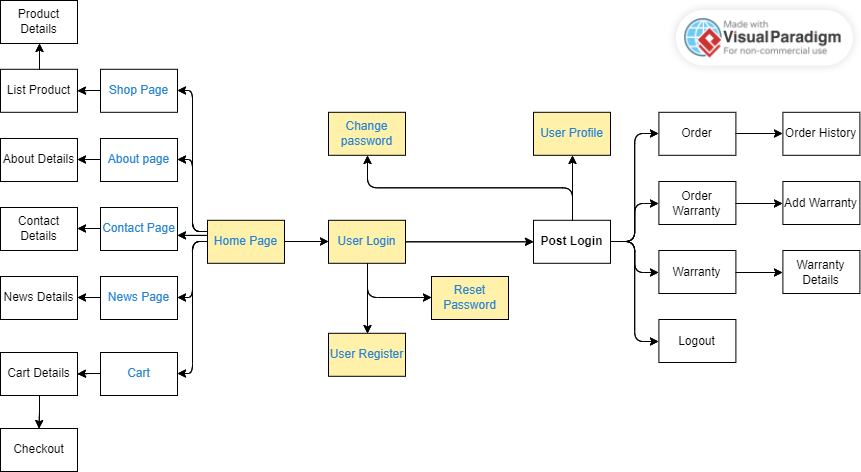 Product
Details
Made with
Visual Paradigm
For non-commercial use
List Product
Shop Page
Change
password
User Profile
Order
Order History
About Details
About page
Order
Warranty
Add Warranty
Contact
Details
Contact Page
Home Page
User Login
Post Login
Warranty
Warranty
Details
News Details
News Page
Reset
Password
Logout
User Register
Cart Details
Cart
Checkout